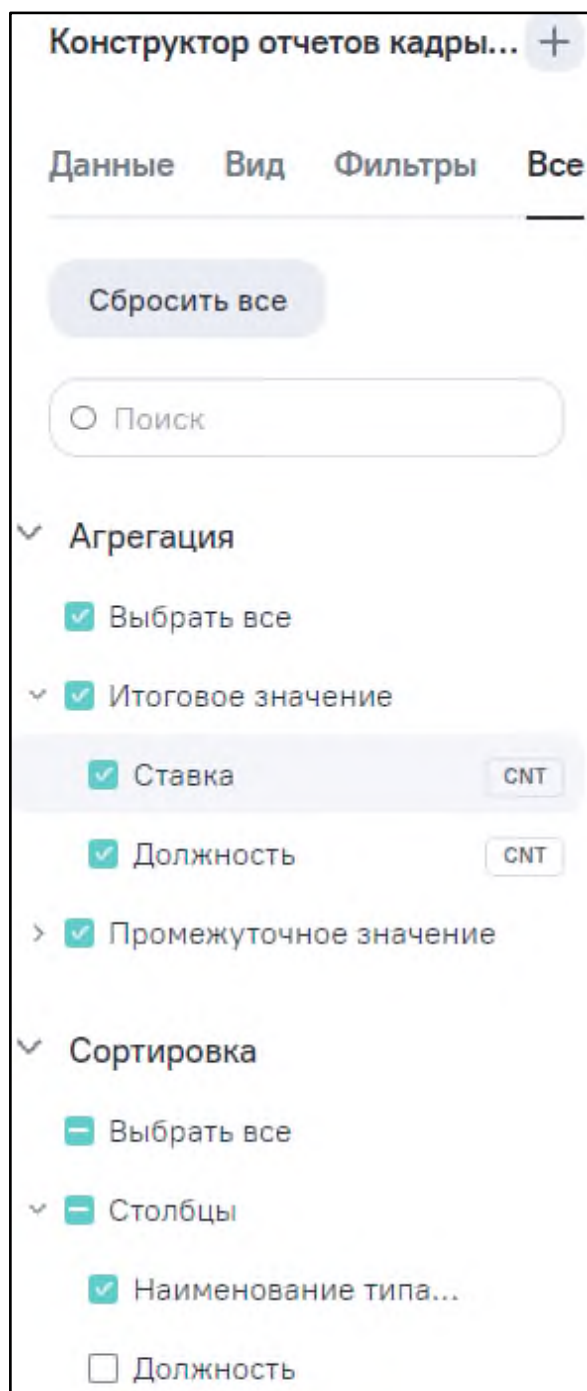 Конструктор отчетов кадры...
Данные Вид Фильтры Все
Сбросить все
Поиск
Агрегация
Выбрать все
Итоговое значение
Ставка CNT
Должность CNT
Промежуточное значение
Сортировка
Выбрать все
Столбцы
Наименование типа...
Должность